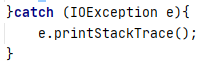 }catch (IOException e){
    e.printStackTrace();
}